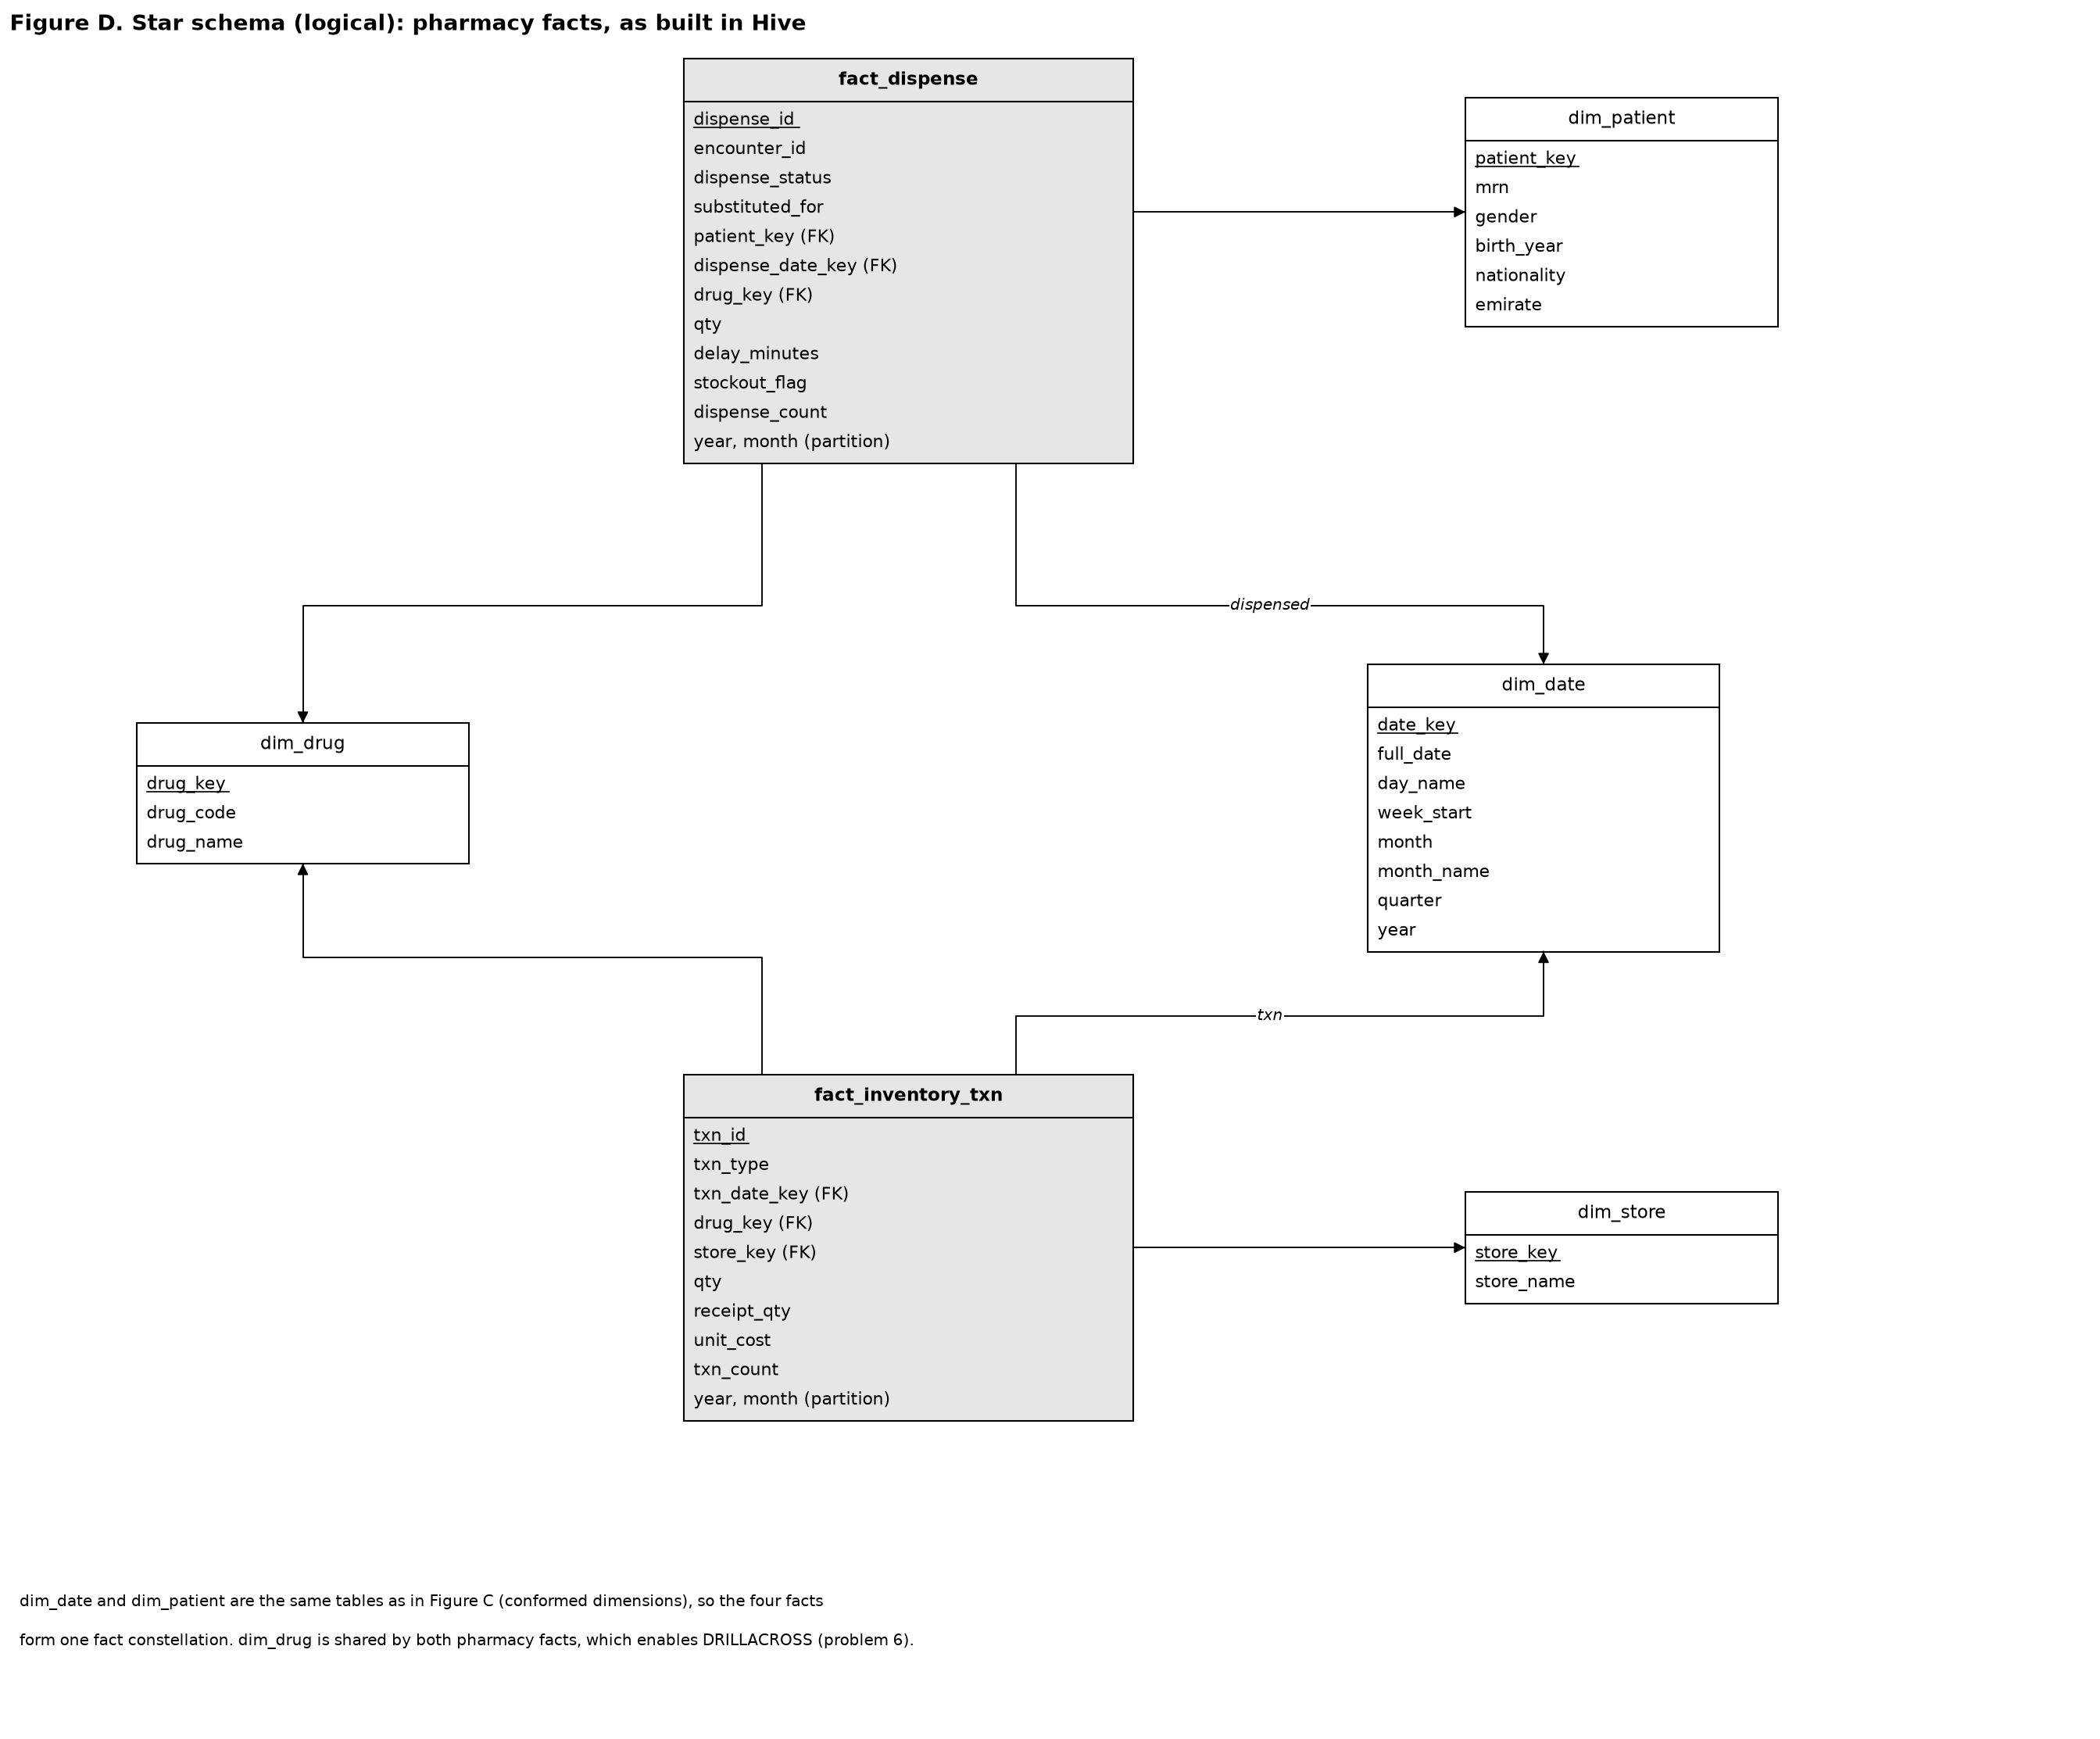 Figure D. Star schema (logical): pharmacy facts, as built in Hive
fact_dispense
dispense_id
encounter_id
dispense_status
substituted_for
patient_key (FK)
dispense_date_key (FK)
drug_key (FK)
qty
delay_minutes
stockout_flag
dispense_count
year, month (partition)
dim_patient
patient_key
mrn
gender
birth_year
nationality
emirate
dispensed
dim_drug
drug_key
drug_code
drug_name
dim_date
date_key
full_date
day_name
week_start
month
month_name
quarter
year
txn
fact_inventory_txn
txn_id
txn_type
txn_date_key (FK)
drug_key (FK)
store_key (FK)
qty
receipt_qty
unit_cost
txn_count
year, month (partition)
dim_store
store_key
store_name
dim_date and dim_patient are the same tables as in Figure C (conformed dimensions), so the four facts
form one fact constellation. dim_drug is shared by both pharmacy facts, which enables DRILLACROSS (problem 6).